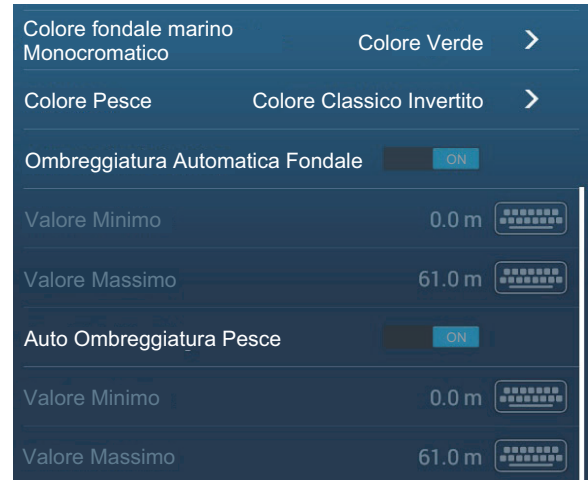 Colore fondale marino
Monocromatico
Colore Verde
Colore Pesce
Colore Classico Invertito
Ombreggiatura Automatica Fondale
ON
Valore Minimo
0.0 m
Valore Massimo
61.0 m
Auto Ombreggiatura Pesce
ON
Valore Minimo
0.0 m
Valore Massimo
61.0 m